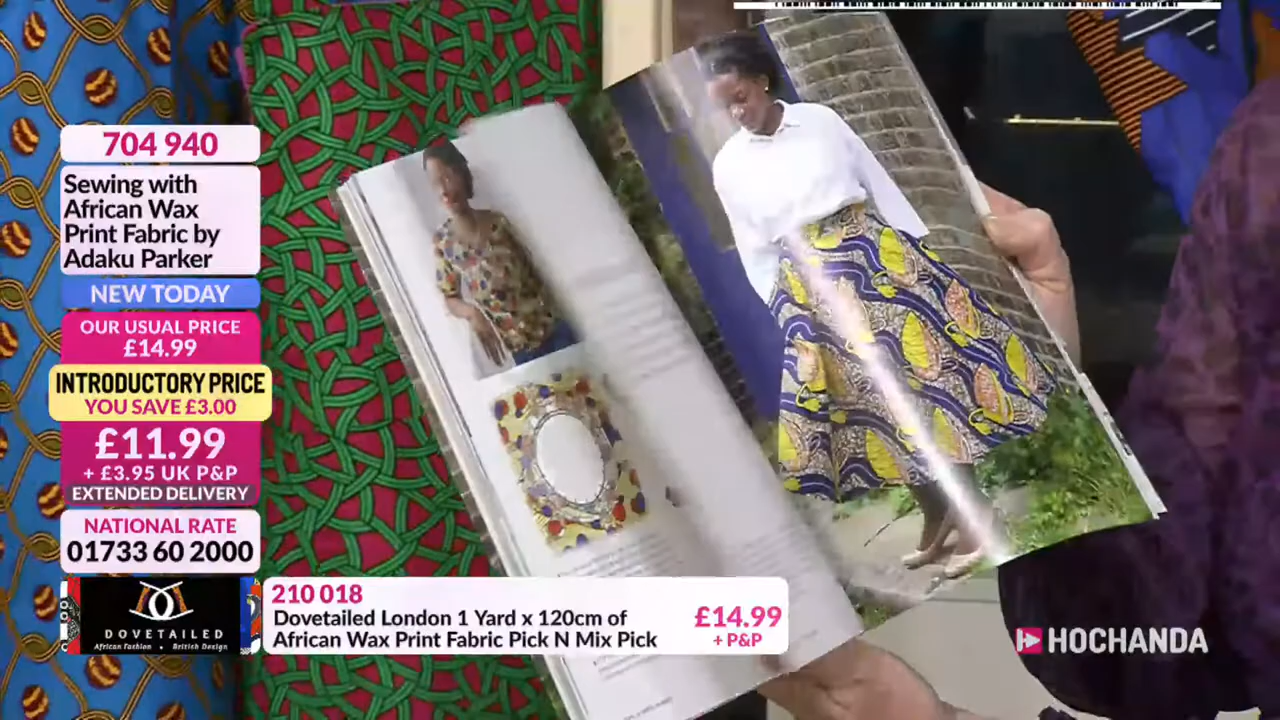 704 940
Sewing with
African Wax
Print Fabric by
Adaku Parker
NEW TODAY
OUR USUAL PRICE
£14.99
INTRODUCTORY PRICE
YOU SAVE £3.00
£11.99
+ £3.95 UK P&P
EXTENDED DELIVERY
NATIONAL RATE
01733 60 2000
DOVETAILED
African Fashion • British Design
210 018
Dovetailed London 1 Yard x 120cm of
African Wax Print Fabric Pick N Mix Pick
£14.99
+ P&P
HOCHANDA